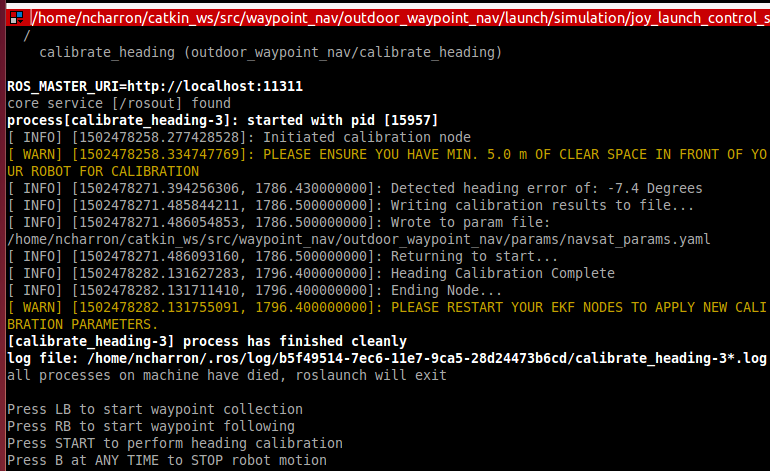 /home/ncharron/catkin_ws/src/waypoint_nav/outdoor_waypoint_nav/launch/simulation/joy_launch_control_s
/
calibrate_heading (outdoor_waypoint_nav/calibrate_heading)
ROS_MASTER_URI=http://localhost:11311
core service [/rosout] found
process[calibrate_heading-3]: started with pid [15957]
[ INFO] [1502478258.277428528]: Initiated calibration node
[ WARN] [1502478258.334747769]: PLEASE ENSURE YOU HAVE MIN. 5.0 m OF CLEAR SPACE IN FRONT OF YO
UR ROBOT FOR CALIBRATION
[ INFO] [1502478271.394256306, 1786.430000000]: Detected heading error of: -7.4 Degrees
[ INFO] [1502478271.485844211, 1786.500000000]: Writing calibration results to file...
[ INFO] [1502478271.486054853, 1786.500000000]: Wrote to param file:
/home/ncharron/catkin_ws/src/waypoint_nav/outdoor_waypoint_nav/params/navsat_params.yaml
[ INFO] [1502478271.486093160, 1786.500000000]: Returning to start...
[ INFO] [1502478282.131627283, 1796.400000000]: Heading Calibration Complete
[ INFO] [1502478282.131711410, 1796.400000000]: Ending Node...
[ WARN] [1502478282.131755091, 1796.400000000]: PLEASE RESTART YOUR EKF NODES TO APPLY NEW CALI
BRATION PARAMETERS.
[calibrate_heading-3] process has finished cleanly
log file: /home/ncharron/.ros/log/b5f49514-7ec6-11e7-9ca5-28d24473b6cd/calibrate_heading-3*.log
all processes on machine have died, roslaunch will exit
Press LB to start waypoint collection
Press RB to start waypoint following
Press START to perform heading calibration
Press B at ANY TIME to STOP robot motion